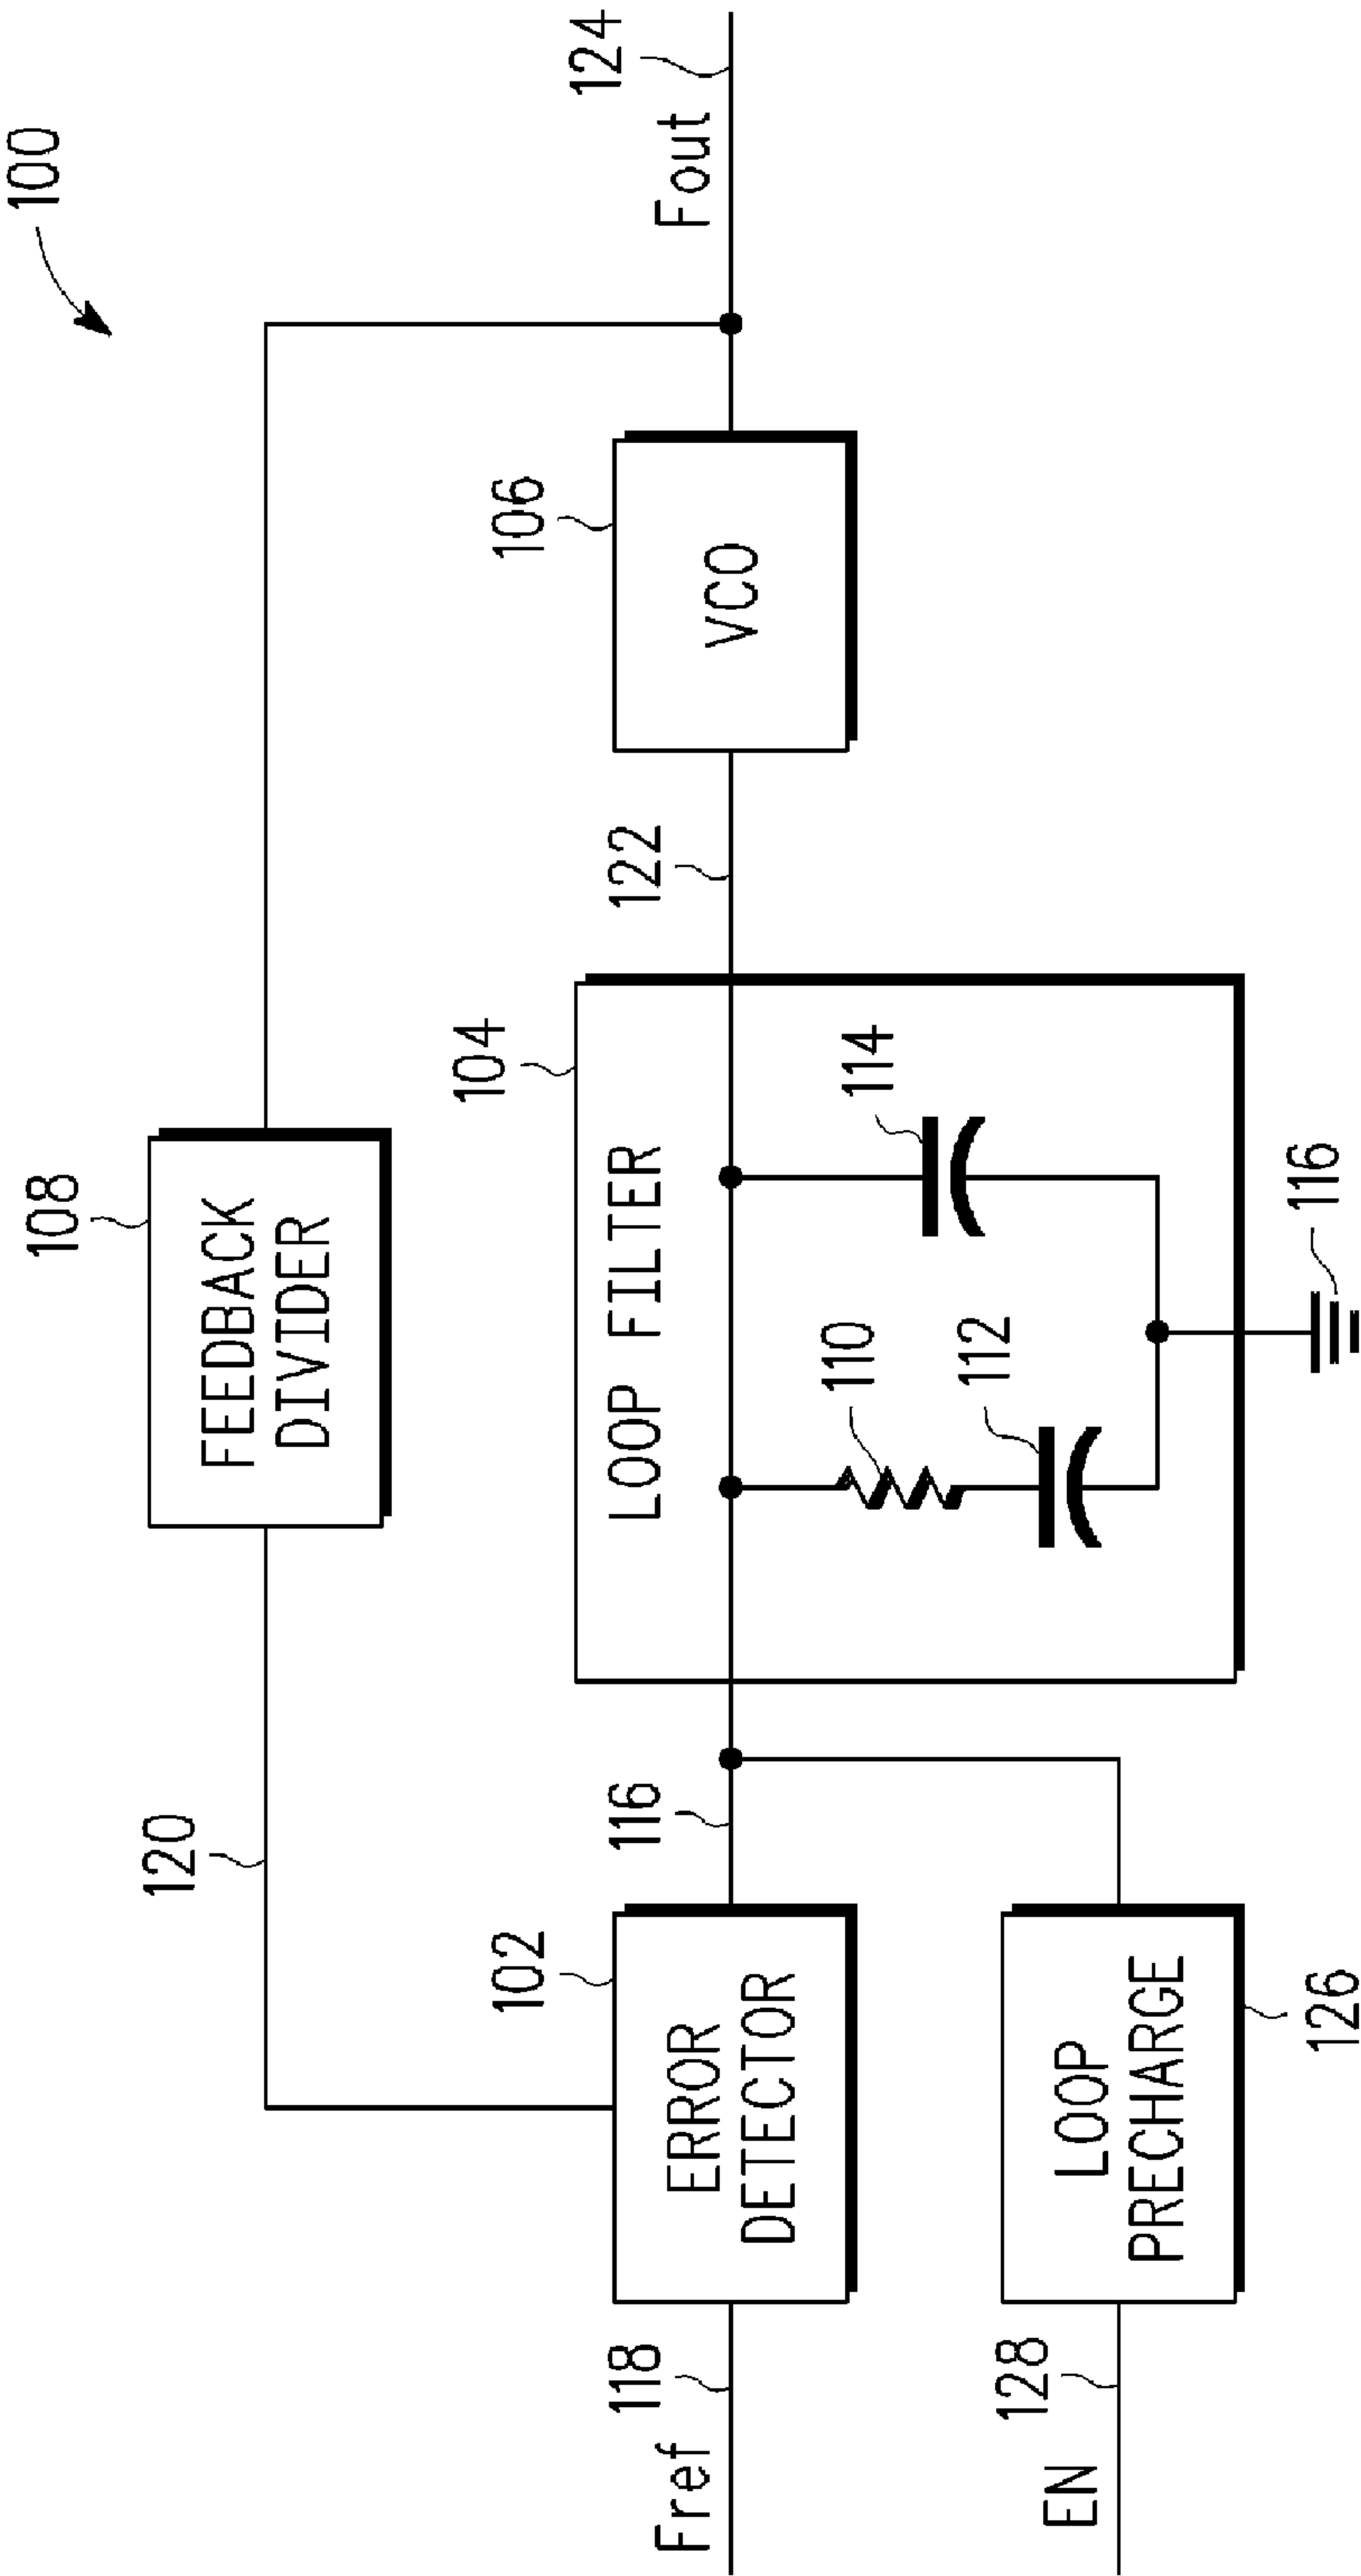 100
108
FEEDBACK
DIVIDER
120
102
ERROR
DETECTOR
Fref
118
116
104
LOOP FILTER
110
112
114
116
122
106
VCO
Fout
124
EN
128
LOOP
PRECHARGE
126